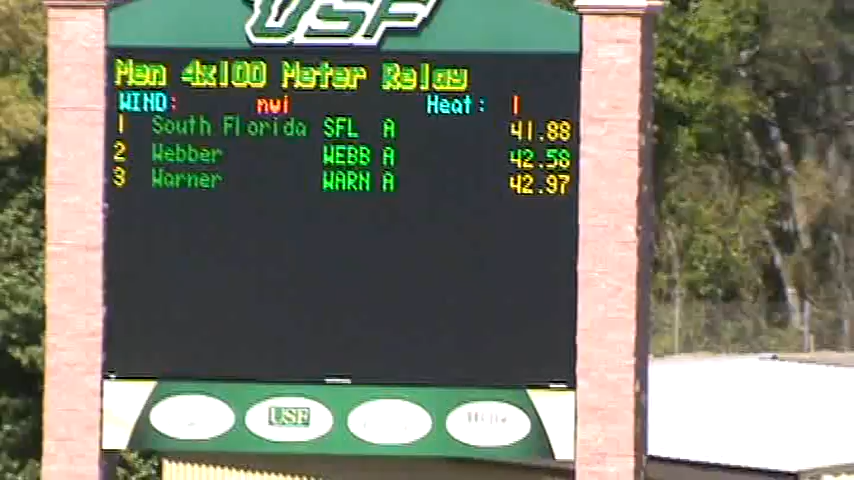 USF
Men 4x100 Meter Relay
WIND: nwi Heat: 1
1 South Florida SFL A 41.88
2 Webber WEBB A 42.58
3 Warner WARN A 42.97
USF